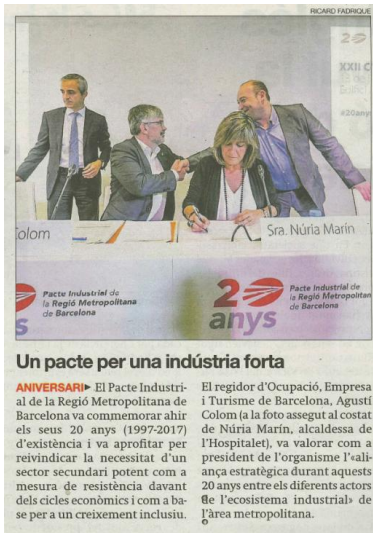 RICARD FADRIQUE
20
XXII C
#20any
Colom
Sra. Núria Marín
Pacte Industrial de
la Regió Metropolitana
de Barcelona
20
anys
Pacte Industrial de
la Regió Metropolitan
de Barcelona
Un pacte per una indústria forta
ANIVERSARI▸ El Pacte Industri-
al de la Regió Metropolitana de
Barcelona va commemorar ahir
els seus 20 anys (1997-2017)
d'existència i va aprofitar per
reivindicar la necessitat d'un
sector secundari potent com a
mesura de resistència davant
dels cicles econòmics i com a ba-
se per a un creixement inclusiu.
El regidor d'Ocupació, Empresa
i Turisme de Barcelona, Agustí
Colom (a la foto assegut al costat
de Núria Marín, alcaldessa de
l'Hospitalet), va valorar com a
president de l'organisme l'«ali-
ança estratègica durant aquests
20 anys entre els diferents actors
de l'ecosistema industrial» de
l'àrea metropolitana.